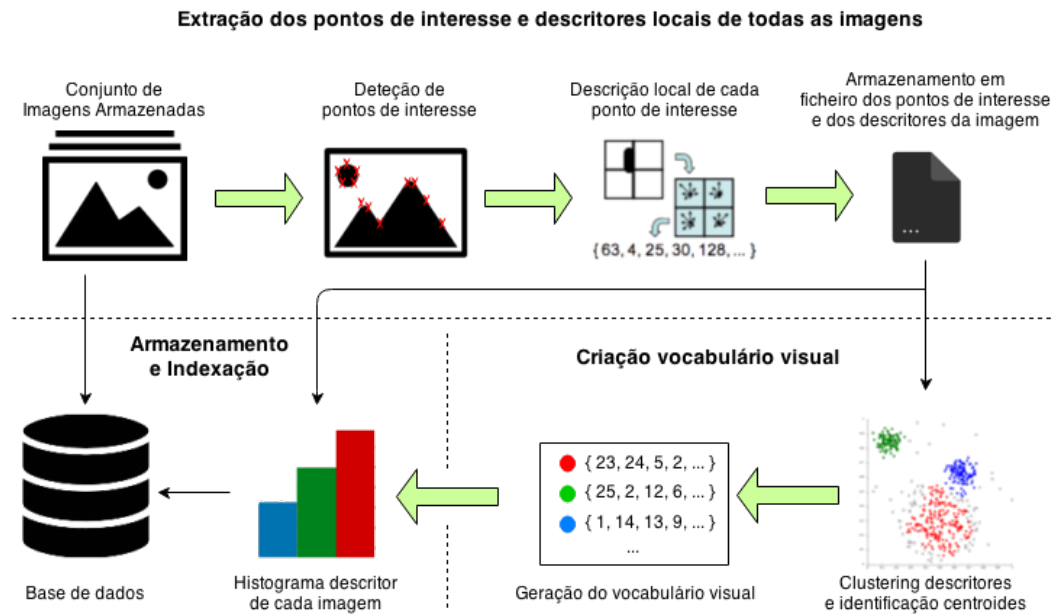 Extração dos pontos de interesse e descritores locais de todas as imagens
Conjunto de
Imagens Armazenadas
Deteção de
pontos de interesse
Descrição local de cada
ponto de interesse
Armazenamento em
ficheiro dos pontos de interesse
e dos descritores da imagem
{ 63, 4, 25, 30, 128, ... }
...
Armazenamento
e Indexação
Criação vocabulário visual
{ 23, 24, 5, 2, ... }
{ 25, 2, 12, 6, ... }
{ 1, 14, 13, 9, ... }
...
Base de dados
Histograma descritor
de cada imagem
Geração do vocabulário visual
Clustering descritores
e identificação centroides